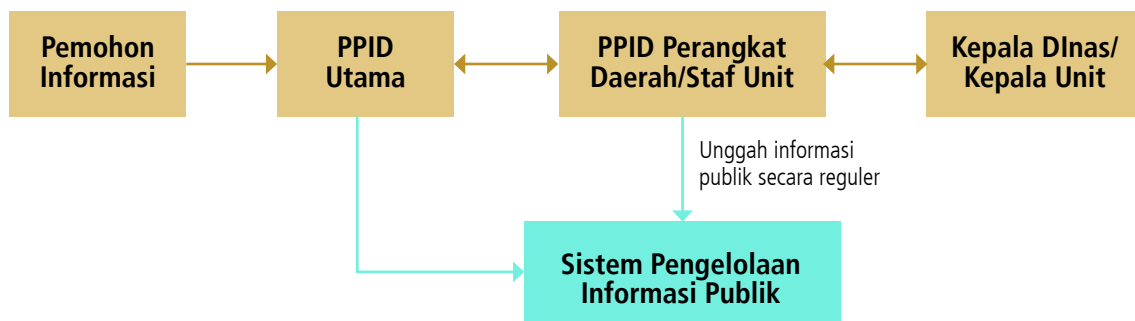 Pemohon
Informasi
PPID
Utama
PPID Perangkat
Daerah/Staf Unit
Kepala DInas/
Kepala Unit
Unggah informasi
publik secara reguler
Sistem Pengelolaan
Informasi Publik